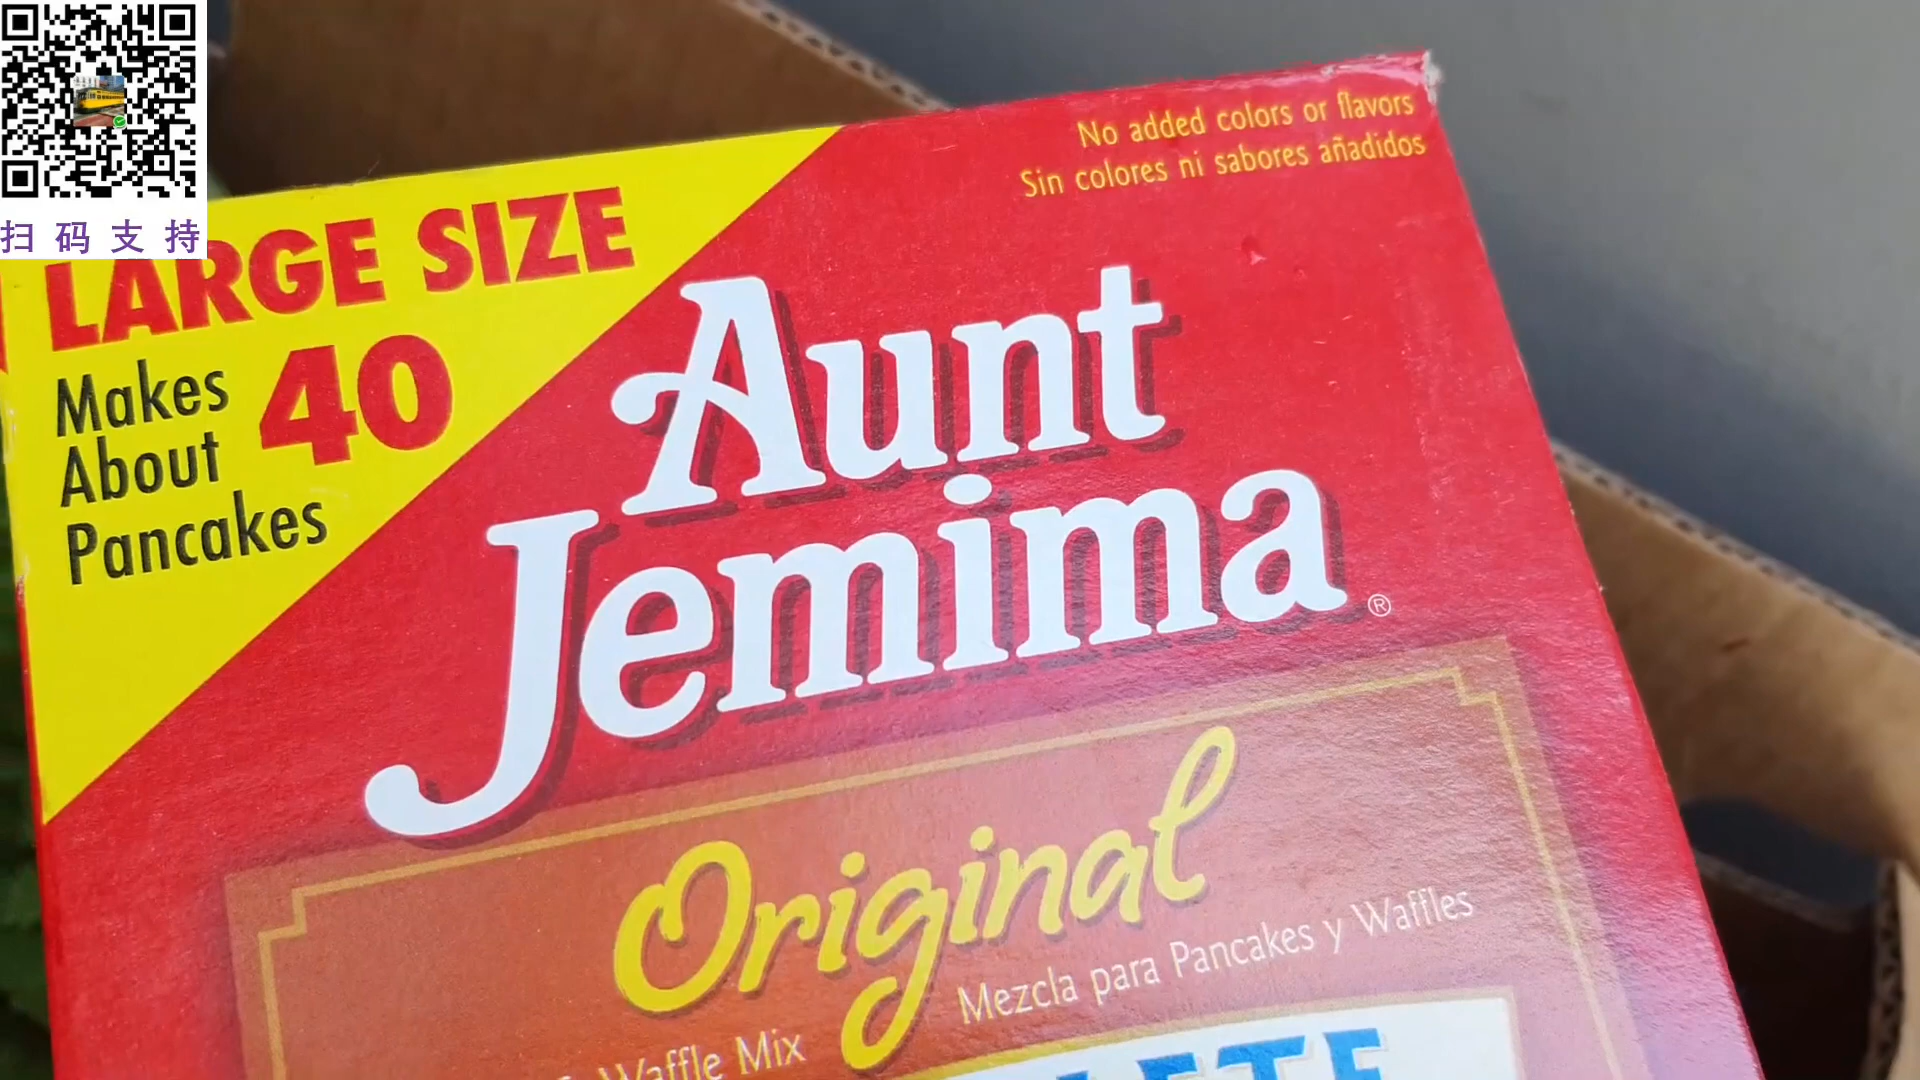 扫码支持
No added colors or flavors
Sin colores ni sabores añadidos
LARGE SIZE
Makes
About
Pancakes
40
Aunt
Jemima®
Original
Mezcla para Pancakes y Waffles
Waffle Mix